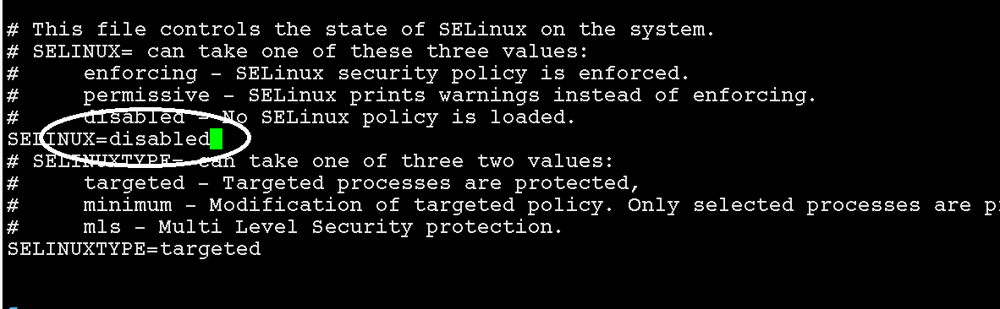 # This file controls the state of SELinux on the system.
# SELINUX= can take one of these three values:
#     enforcing - SELinux security policy is enforced.
#     permissive - SELinux prints warnings instead of enforcing.
#     disabled - No SELinux policy is loaded.
SELINUX=disabled
# SELINUXTYPE= can take one of three two values:
#     targeted - Targeted processes are protected,
#     minimum - Modification of targeted policy. Only selected processes are
#     mls - Multi Level Security protection.
SELINUXTYPE=targeted